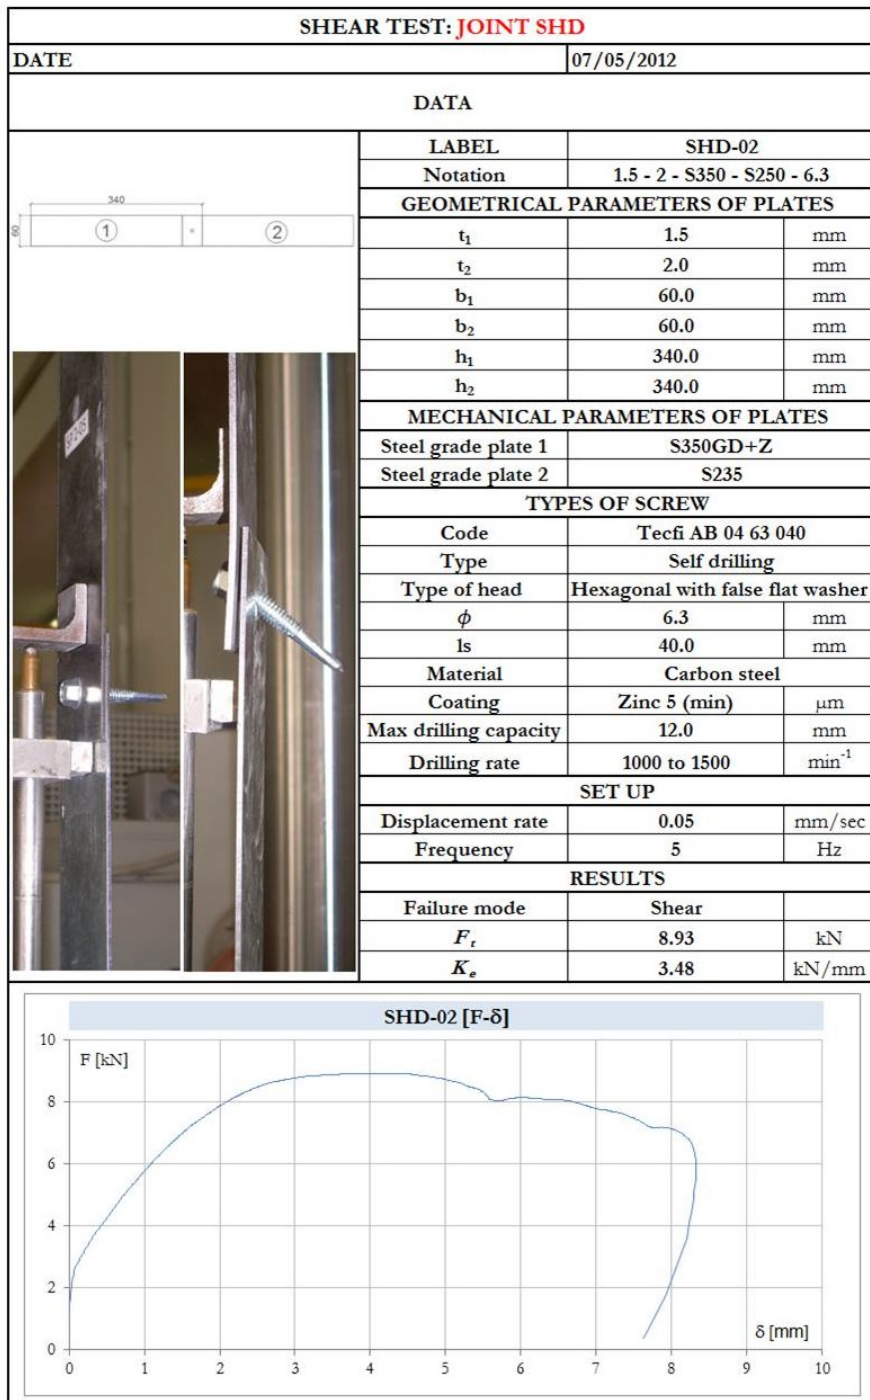 SHEAR TEST: JOINT SHD
DATE 07/05/2012
DATA
LABEL SHD-02
Notation 1.5 - 2 - S350 - S250 - 6.3
GEOMETRICAL PARAMETERS OF PLATES
t₁ 1.5 mm
t₂ 2.0 mm
b₁ 60.0 mm
b₂ 60.0 mm
h₁ 340.0 mm
h₂ 340.0 mm
MECHANICAL PARAMETERS OF PLATES
Steel grade plate 1 S350GD+Z
Steel grade plate 2 S235
TYPES OF SCREW
Code Tecfi AB 04 63 040
Type Self drilling
Type of head Hexagonal with false flat washer
ϕ 6.3 mm
ls 40.0 mm
Material Carbon steel
Coating Zinc 5 (min) µm
Max drilling capacity 12.0 mm
Drilling rate 1000 to 1500 min⁻¹
SET UP
Displacement rate 0.05 mm/sec
Frequency 5 Hz
RESULTS
Failure mode Shear
Fₜ 8.93 kN
Kₑ 3.48 kN/mm
340
60
1 2
SHD-02 [F-δ]
F [kN]
10
8
6
4
2
0
0 1 2 3 4 5 6 7 8 9 10
δ [mm]